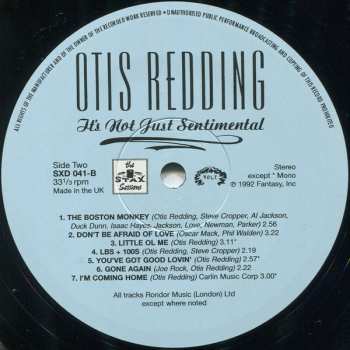 ALL RIGHTS OF THE MANUFACTURER AND OF THE OWNER OF THE RECORDED WORK RESERVED • UNAUTHORISED PUBLIC PERFORMANCE BROADCASTING AND COPYING OF THIS RECORD PROHIBITED
OTIS REDDING
It's Not Just Sentimental
Side Two
SXD 041-B
33 1/3 rpm
Made in the UK
the
STAX
Sessions
VOLT
Stereo
except * Mono
℗ 1992 Fantasy, Inc
1. THE BOSTON MONKEY (Otis Redding, Steve Cropper, Al Jackson,
Duck Dunn, Isaac Hayes, Jackson, Love, Newman, Parker) 2.56
2. DON'T BE AFRAID OF LOVE (Oscar Mack, Phil Walden) 3.22
3. LITTLE OL ME (Otis Redding) 3.11*
4. LBS + 100S (Otis Redding, Steve Cropper) 2.19
5. YOU'VE GOT GOOD LOVIN' (Otis Redding) 2.57*
6. GONE AGAIN (Joe Rock, Otis Redding) 2.22
7. I'M COMING HOME (Otis Redding) Carlin Music Corp 3.00*
All tracks Rondor Music (London) Ltd
except where noted